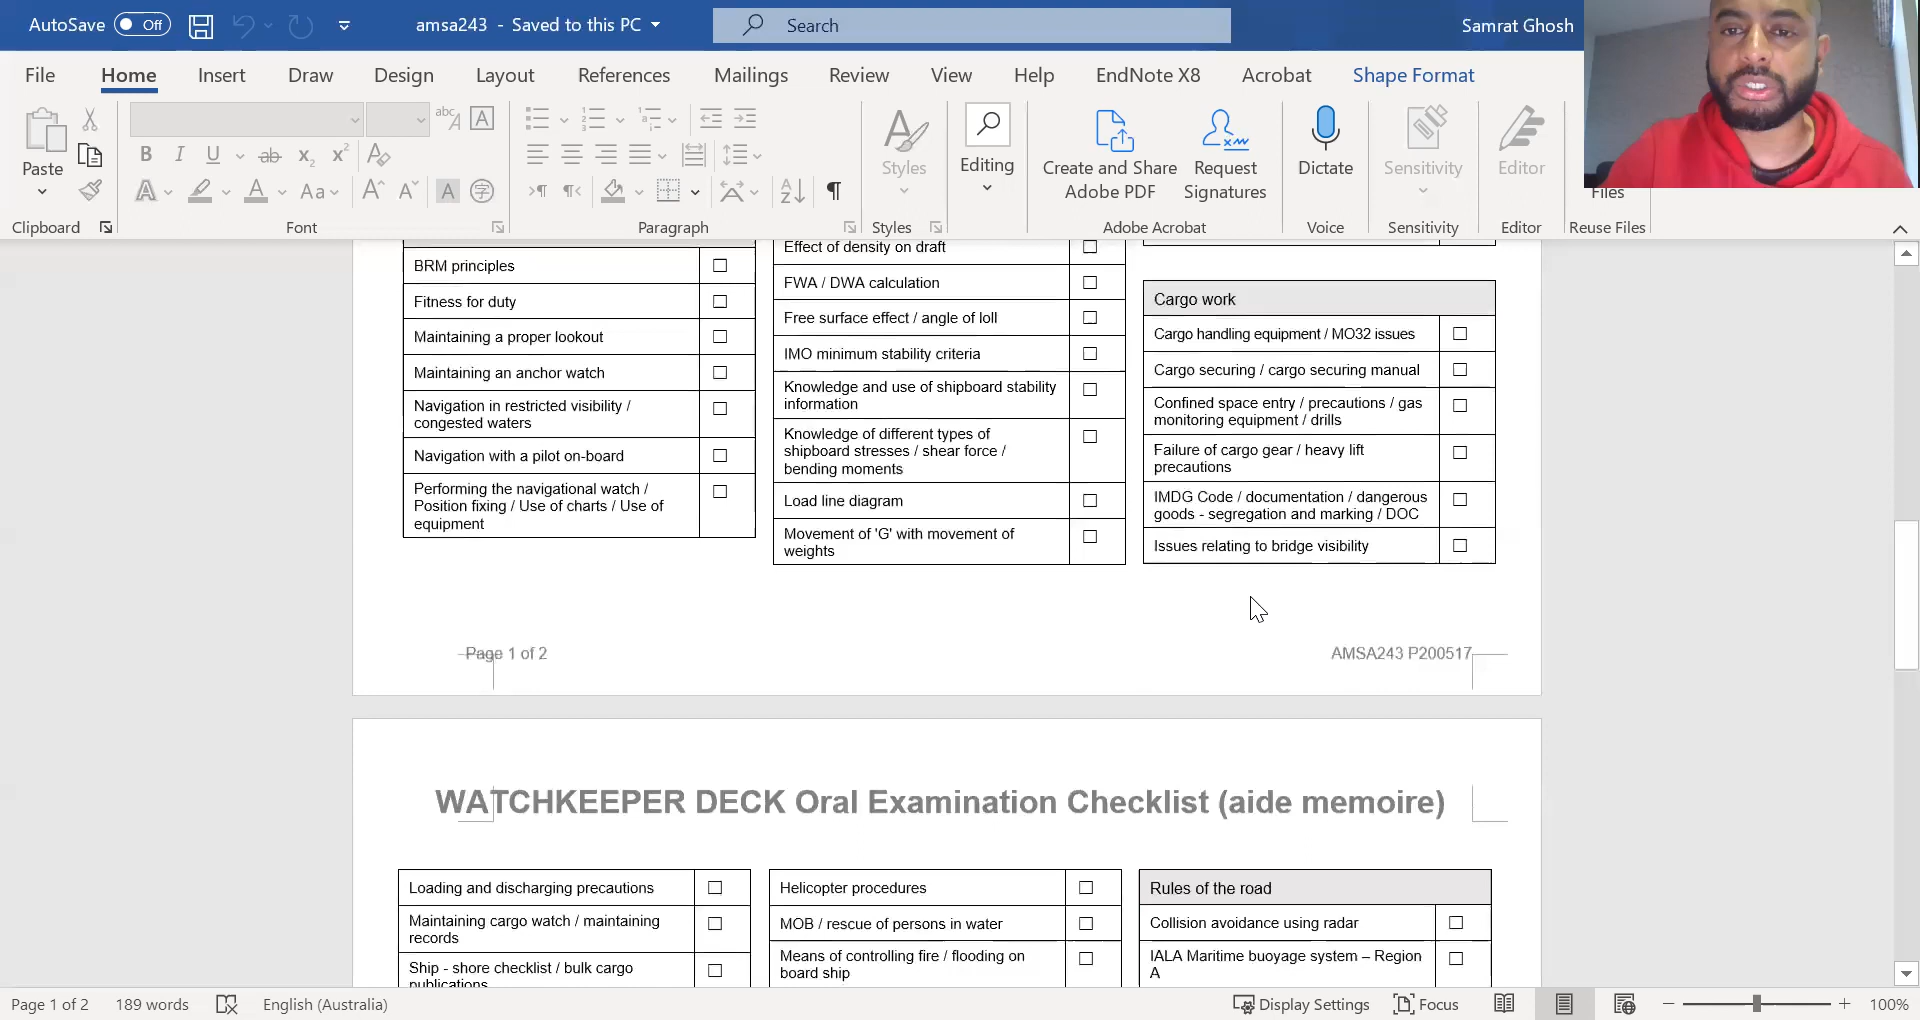 AutoSave Off amsa243 - Saved to this PC Search Samrat Ghosh
File Home Insert Draw Design Layout References Mailings Review View Help EndNote X8 Acrobat Shape Format
Paste
Clipboard
abc A A
B I U ab x₂ x²
A A Aa A A A 字
Font
Paragraph
Styles
Styles
Editing
Create and Share
Adobe PDF
Request
Signatures
Adobe Acrobat
Dictate
Voice
Sensitivity
Sensitivity
Editor
Editor
Files
Reuse Files
BRM principles
Fitness for duty
Maintaining a proper lookout
Maintaining an anchor watch
Navigation in restricted visibility /
congested waters
Navigation with a pilot on-board
Performing the navigational watch /
Position fixing / Use of charts / Use of
equipment
Effect of density on draft
FWA / DWA calculation
Free surface effect / angle of loll
IMO minimum stability criteria
Knowledge and use of shipboard stability
information
Knowledge of different types of
shipboard stresses / shear force /
bending moments
Load line diagram
Movement of 'G' with movement of
weights
Cargo work
Cargo handling equipment / MO32 issues
Cargo securing / cargo securing manual
Confined space entry / precautions / gas
monitoring equipment / drills
Failure of cargo gear / heavy lift
precautions
IMDG Code / documentation / dangerous
goods - segregation and marking / DOC
Issues relating to bridge visibility
Page 1 of 2
AMSA243 P200517
WATCHKEEPER DECK Oral Examination Checklist (aide memoire)
Loading and discharging precautions
Maintaining cargo watch / maintaining
records
Ship - shore checklist / bulk cargo
publications
Helicopter procedures
MOB / rescue of persons in water
Means of controlling fire / flooding on
board ship
Rules of the road
Collision avoidance using radar
IALA Maritime buoyage system – Region
A
Page 1 of 2 189 words English (Australia) Display Settings Focus 100%